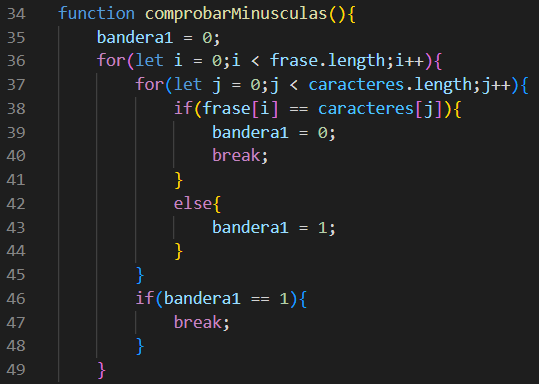 34 function comprobarMinusculas(){
35 bandera1 = 0;
36 for(let i = 0;i < frase.length;i++){
37 for(let j = 0;j < caracteres.length;j++){
38 if(frase[i] == caracteres[j]){
39 bandera1 = 0;
40 break;
41 }
42 else{
43 bandera1 = 1;
44 }
45 }
46 if(bandera1 == 1){
47 break;
48 }
49 }